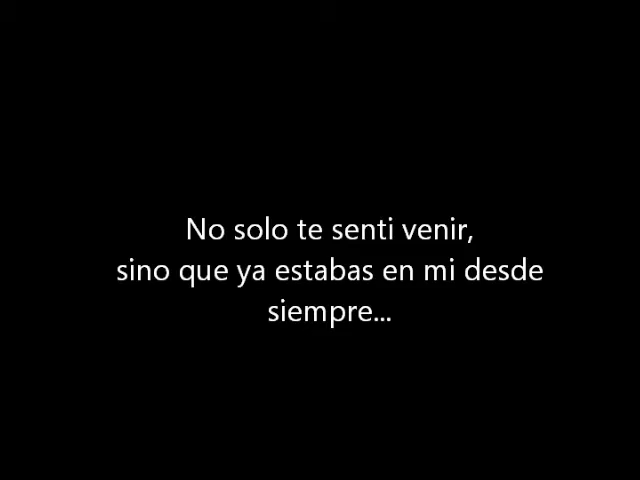 No solo te senti venir,
sino que ya estabas en mi desde
siempre...